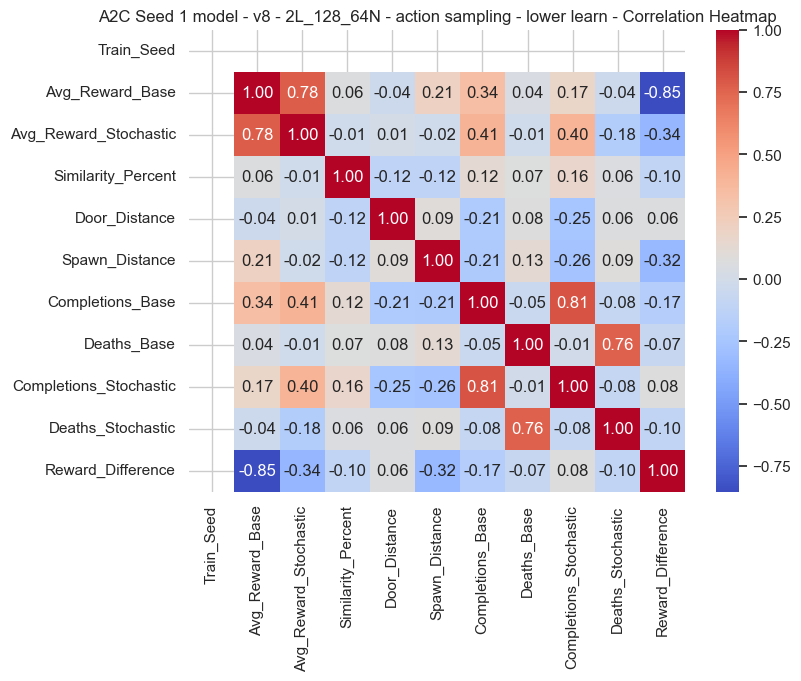 A2C Seed 1 model - v8 - 2L_128_64N - action sampling - lower learn - Correlation Heatmap
Train_Seed
Avg_Reward_Base 1.00 0.78 0.06 -0.04 0.21 0.34 0.04 0.17 -0.04 -0.85
Avg_Reward_Stochastic 0.78 1.00 -0.01 0.01 -0.02 0.41 -0.01 0.40 -0.18 -0.34
Similarity_Percent 0.06 -0.01 1.00 -0.12 -0.12 0.12 0.07 0.16 0.06 -0.10
Door_Distance -0.04 0.01 -0.12 1.00 0.09 -0.21 0.08 -0.25 0.06 0.06
Spawn_Distance 0.21 -0.02 -0.12 0.09 1.00 -0.21 0.13 -0.26 0.09 -0.32
Completions_Base 0.34 0.41 0.12 -0.21 -0.21 1.00 -0.05 0.81 -0.08 -0.17
Deaths_Base 0.04 -0.01 0.07 0.08 0.13 -0.05 1.00 -0.01 0.76 -0.07
Completions_Stochastic 0.17 0.40 0.16 -0.25 -0.26 0.81 -0.01 1.00 -0.08 0.08
Deaths_Stochastic -0.04 -0.18 0.06 0.06 0.09 -0.08 0.76 -0.08 1.00 -0.10
Reward_Difference -0.85 -0.34 -0.10 0.06 -0.32 -0.17 -0.07 0.08 -0.10 1.00
Train_Seed
Avg_Reward_Base
Avg_Reward_Stochastic
Similarity_Percent
Door_Distance
Spawn_Distance
Completions_Base
Deaths_Base
Completions_Stochastic
Deaths_Stochastic
Reward_Difference
1.00
0.75
0.50
0.25
0.00
−0.25
−0.50
−0.75